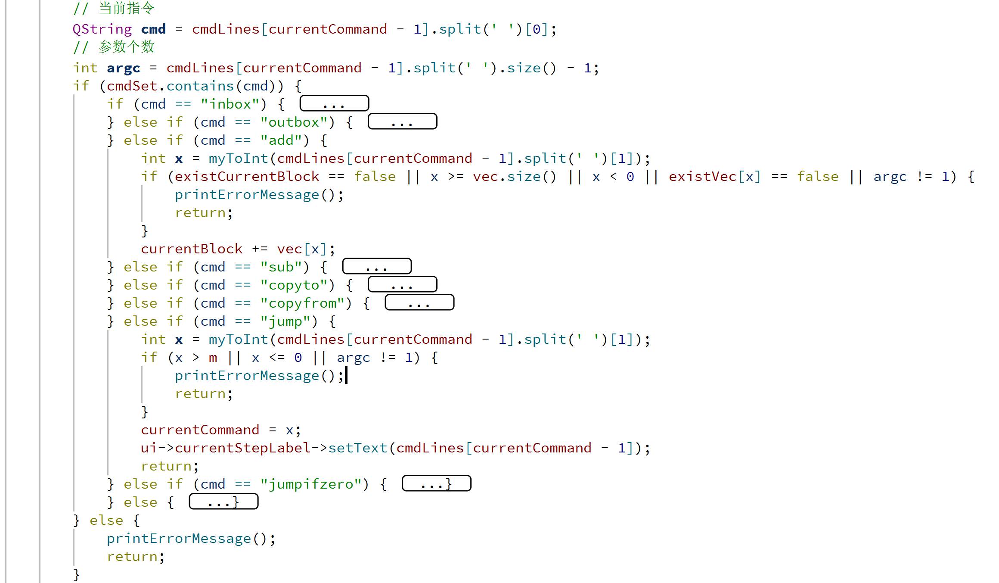 // 当前指令
QString cmd = cmdLines[currentCommand - 1].split(' ')[0];
// 参数个数
int argc = cmdLines[currentCommand - 1].split(' ').size() - 1;
if (cmdSet.contains(cmd)) {
    if (cmd == "inbox") { ...
    } else if (cmd == "outbox") { ...
    } else if (cmd == "add") {
        int x = myToInt(cmdLines[currentCommand - 1].split(' ')[1]);
        if (existCurrentBlock == false || x >= vec.size() || x < 0 || existVec[x] == false || argc != 1) {
            printErrorMessage();
            return;
        }
        currentBlock += vec[x];
    } else if (cmd == "sub") { ...
    } else if (cmd == "copyto") { ...
    } else if (cmd == "copyfrom") { ...
    } else if (cmd == "jump") {
        int x = myToInt(cmdLines[currentCommand - 1].split(' ')[1]);
        if (x > m || x <= 0 || argc != 1) {
            printErrorMessage();
            return;
        }
        currentCommand = x;
        ui->currentStepLabel->setText(cmdLines[currentCommand - 1]);
        return;
    } else if (cmd == "jumpifzero") { ...}
    } else { ...}
} else {
    printErrorMessage();
    return;
}